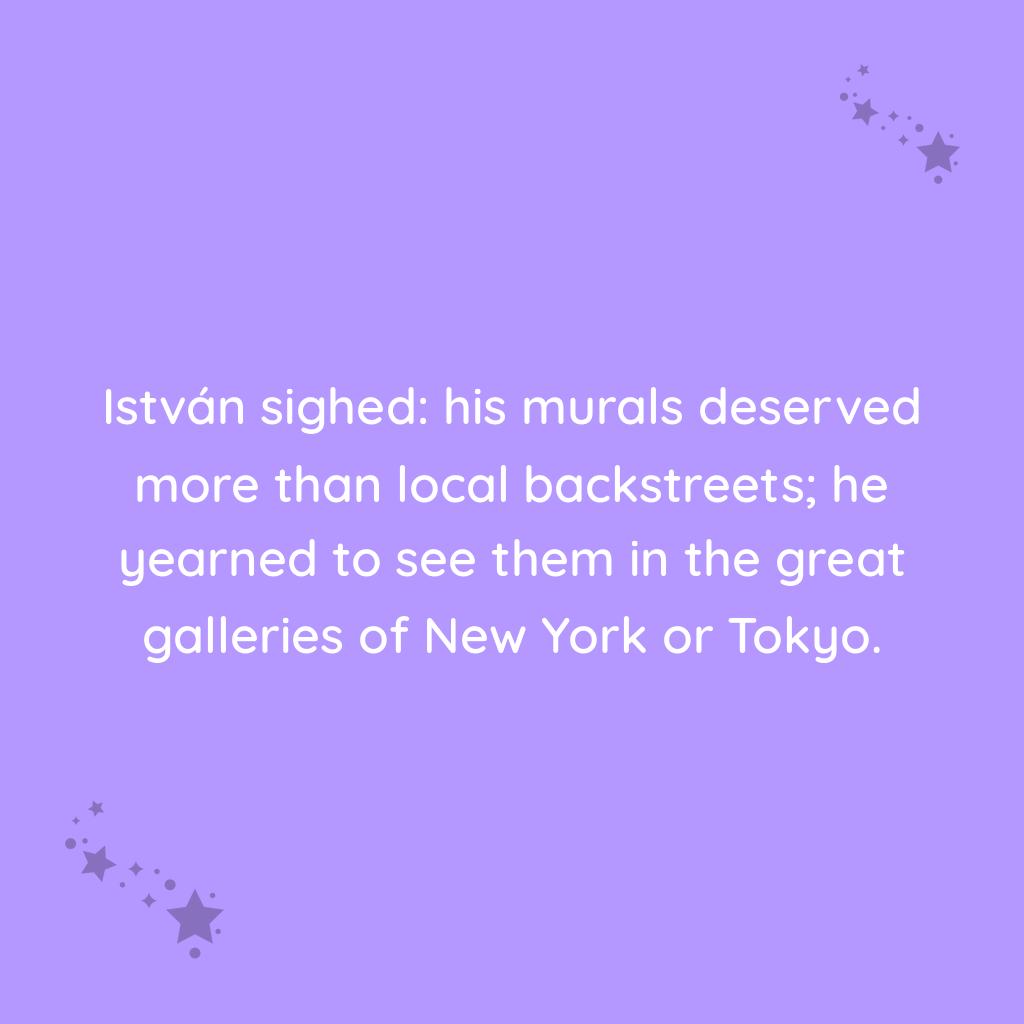 István sighed: his murals deserved
more than local backstreets; he
yearned to see them in the great
galleries of New York or Tokyo.